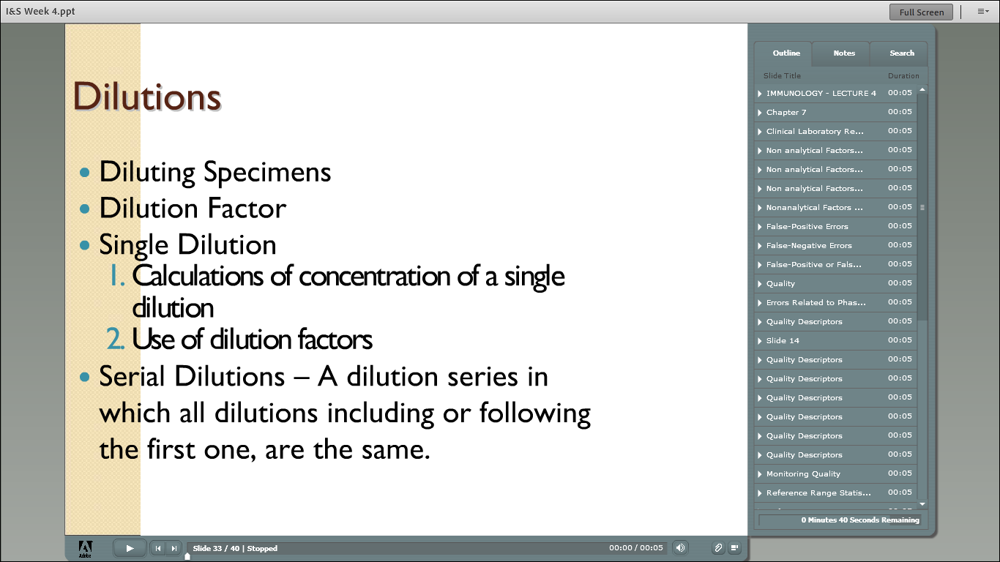 I&S Week 4.ppt
Full Screen
Dilutions
• Diluting Specimens
• Dilution Factor
• Single Dilution
1. Calculations of concentration of a single
dilution
2. Use of dilution factors
• Serial Dilutions – A dilution series in
which all dilutions including or following
the first one, are the same.
Outline Notes Search
Slide Title Duration
IMMUNOLOGY - LECTURE 4 00:05
Chapter 7 00:05
Clinical Laboratory Re... 00:05
Non analytical Factors... 00:05
Non analytical Factors... 00:05
Non analytical Factors... 00:05
Nonanalytical Factors ... 00:05
False-Positive Errors 00:05
False-Negative Errors 00:05
False-Positive or Fals... 00:05
Quality 00:05
Errors Related to Phas... 00:05
Quality Descriptors 00:05
Slide 14 00:05
Quality Descriptors 00:05
Quality Descriptors 00:05
Quality Descriptors 00:05
Quality Descriptors 00:05
Quality Descriptors 00:05
Quality Descriptors 00:05
Monitoring Quality 00:05
Reference Range Statis... 00:05
0 Minutes 40 Seconds Remaining
Adobe
Slide 33 / 40 | Stopped
00:00 / 00:05